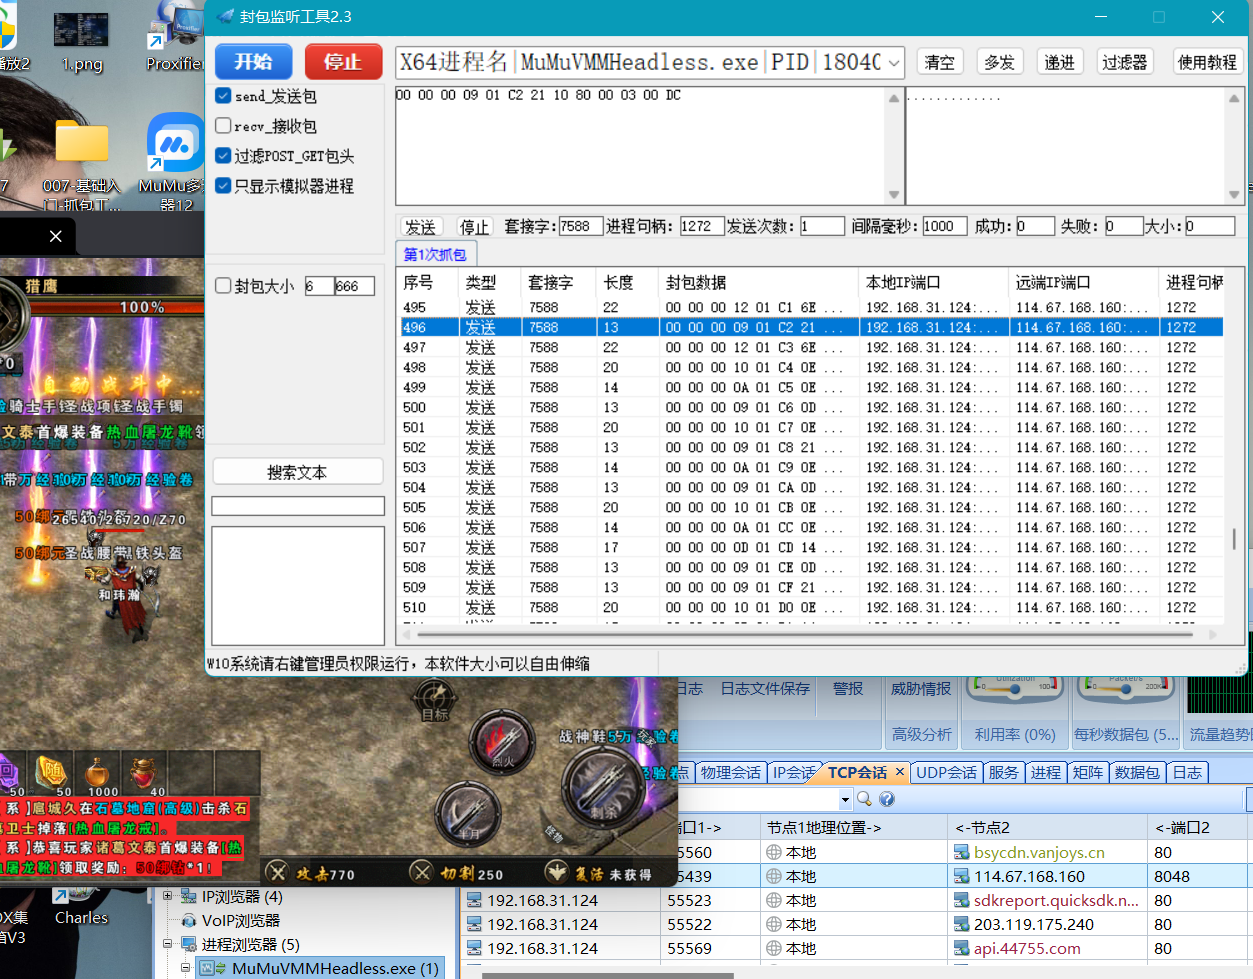 封包监听工具2.3
播放2
1.png
Proxifier
开始
停止
X64进程名|MuMuVMMHeadless.exe|PID|1804
清空
多发
递进
过滤器
使用教程
send_发送包
recv_接收包
过滤POST_GET包头
只显示模拟器进程
00 00 00 09 01 C2 21 10 80 00 03 00 DC
.............
007-基础入
门-抓包工...
MuMu多
器12
发送
停止
套接字: 7588
进程句柄: 1272
发送次数: 1
间隔毫秒: 1000
成功: 0
失败: 0
大小: 0
第1次抓包
封包大小 6 666
序号 类型 套接字 长度 封包数据 本地IP端口 远端IP端口 进程句柄
495 发送 7588 22 00 00 00 12 01 C1 6E ... 192.168.31.124:... 114.67.168.160:... 1272
496 发送 7588 13 00 00 00 09 01 C2 21 ... 192.168.31.124:... 114.67.168.160:... 1272
497 发送 7588 22 00 00 00 12 01 C3 6E ... 192.168.31.124:... 114.67.168.160:... 1272
498 发送 7588 20 00 00 00 10 01 C4 0E ... 192.168.31.124:... 114.67.168.160:... 1272
499 发送 7588 14 00 00 00 0A 01 C5 0E ... 192.168.31.124:... 114.67.168.160:... 1272
500 发送 7588 13 00 00 00 09 01 C6 0D ... 192.168.31.124:... 114.67.168.160:... 1272
501 发送 7588 20 00 00 00 10 01 C7 0E ... 192.168.31.124:... 114.67.168.160:... 1272
502 发送 7588 13 00 00 00 09 01 C8 21 ... 192.168.31.124:... 114.67.168.160:... 1272
503 发送 7588 14 00 00 00 0A 01 C9 0E ... 192.168.31.124:... 114.67.168.160:... 1272
504 发送 7588 13 00 00 00 09 01 CA 0D ... 192.168.31.124:... 114.67.168.160:... 1272
505 发送 7588 20 00 00 00 10 01 CB 0E ... 192.168.31.124:... 114.67.168.160:... 1272
506 发送 7588 14 00 00 00 0A 01 CC 0E ... 192.168.31.124:... 114.67.168.160:... 1272
507 发送 7588 17 00 00 00 0D 01 CD 14 ... 192.168.31.124:... 114.67.168.160:... 1272
508 发送 7588 13 00 00 00 09 01 CE 0D ... 192.168.31.124:... 114.67.168.160:... 1272
509 发送 7588 13 00 00 00 09 01 CF 21 ... 192.168.31.124:... 114.67.168.160:... 1272
510 发送 7588 20 00 00 00 10 01 D0 0E ... 192.168.31.124:... 114.67.168.160:... 1272
搜索文本
W10系统请右键管理员权限运行，本软件大小可以自由伸缩
猎鹰
100%
自动战斗中...
文泰首爆装备热血屠龙靴领
26540/26720/Z70
50绑元圣战腰带黑铁头盔
和玮瀚
目标
烈火
战神鞋5万
半月
刺杀
怪物
50
50
1000
40
系】扈城久在石墓地窟(高级)击杀石
卫士掉落[热血屠龙戒]。
系】恭喜玩家诸葛文泰首爆装备[热
血屠龙靴]领取奖励：50绑钻*1！
攻击770
切割250
复活 未获得
日志
日志文件保存
警报
威胁情报
高级分析
利用率 (0%)
每秒数据包 (5...
流量趋势
物理会话
IP会话
TCP会话
UDP会话
服务
进程
矩阵
数据包
日志
端口1->
节点1地理位置->
<-节点2
<-端口2
55560 本地 bsycdn.vanjoys.cn 80
55439 本地 114.67.168.160 8048
192.168.31.124 55523 本地 sdkreport.quicksdk.n... 80
192.168.31.124 55522 本地 203.119.175.240 80
192.168.31.124 55569 本地 api.44755.com 80
Charles
IP浏览器 (4)
VoIP浏览器
进程浏览器 (5)
MuMuVMMHeadless.exe (1)